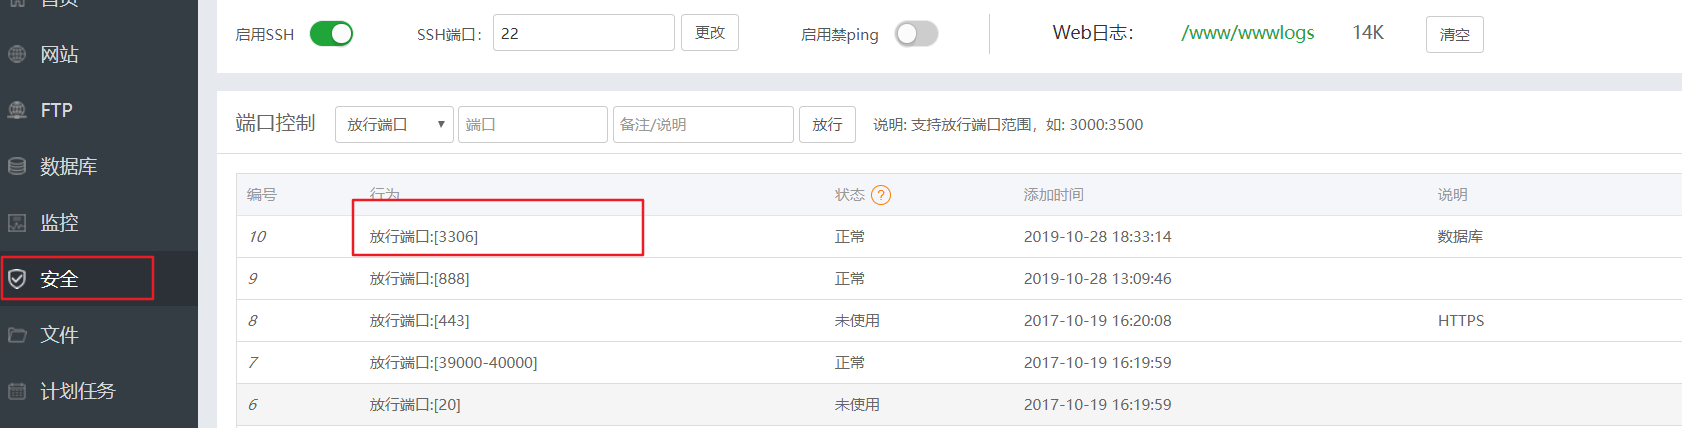 首页
网站
FTP
数据库
监控
安全
文件
计划任务
启用SSH
SSH端口：
22
更改
启用禁ping
Web日志：
/www/wwwlogs
14K
清空
端口控制
放行端口
端口
备注/说明
放行
说明: 支持放行端口范围，如: 3000:3500
编号 行为 状态 ? 添加时间 说明
10 放行端口:[3306] 正常 2019-10-28 18:33:14 数据库
9 放行端口:[888] 正常 2019-10-28 13:09:46
8 放行端口:[443] 未使用 2017-10-19 16:20:08 HTTPS
7 放行端口:[39000-40000] 正常 2017-10-19 16:19:59
6 放行端口:[20] 未使用 2017-10-19 16:19:59